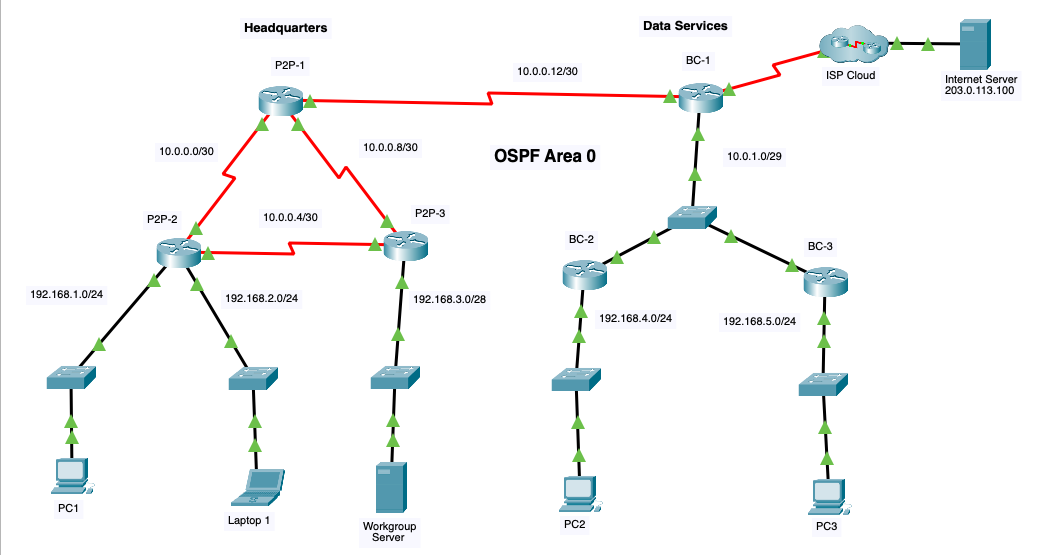 Headquarters
Data Services
P2P-1
BC-1
ISP Cloud
Internet Server
203.0.113.100
10.0.0.12/30
10.0.0.0/30
10.0.0.8/30
OSPF Area 0
10.0.1.0/29
P2P-2
10.0.0.4/30
P2P-3
BC-2
BC-3
192.168.1.0/24
192.168.2.0/24
192.168.3.0/28
192.168.4.0/24
192.168.5.0/24
PC1
Laptop 1
Workgroup
Server
PC2
PC3